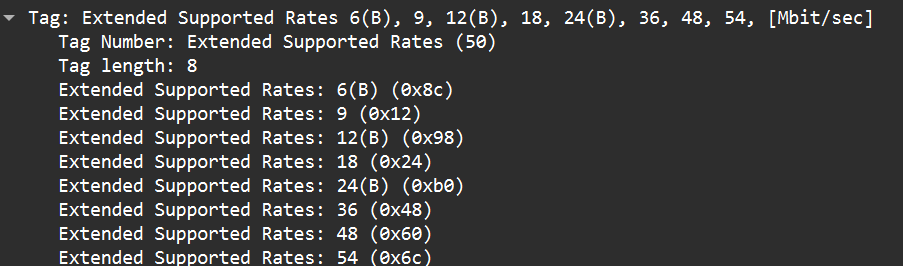 Tag: Extended Supported Rates 6(B), 9, 12(B), 18, 24(B), 36, 48, 54, [Mbit/sec]
Tag Number: Extended Supported Rates (50)
Tag length: 8
Extended Supported Rates: 6(B) (0x8c)
Extended Supported Rates: 9 (0x12)
Extended Supported Rates: 12(B) (0x98)
Extended Supported Rates: 18 (0x24)
Extended Supported Rates: 24(B) (0xb0)
Extended Supported Rates: 36 (0x48)
Extended Supported Rates: 48 (0x60)
Extended Supported Rates: 54 (0x6c)